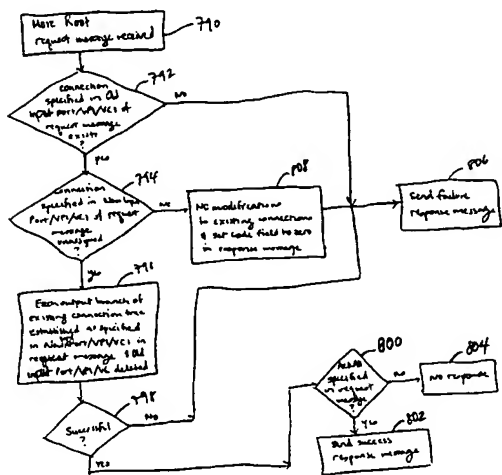 Move Root
request message received
790
connection
specified in Old
input Port/VPI/VCI of
request message
exists
?
792
No
yes
connection
specified in New Input
Port/VPI/VCI of request
message
unassigned
?
794
No
yes
808
No modification
to existing connections
& set Code field to zero
in response message
806
Send failure
response message
Each output branch of
existing connection tree
established as specified
in New/Port/VPI/VCI in
request message & Old
input Port/VPI/VC deleted
Successful
?
798
No
yes
800
specified
in request
message
?
No
804
No response
yes
802
Send success
response message